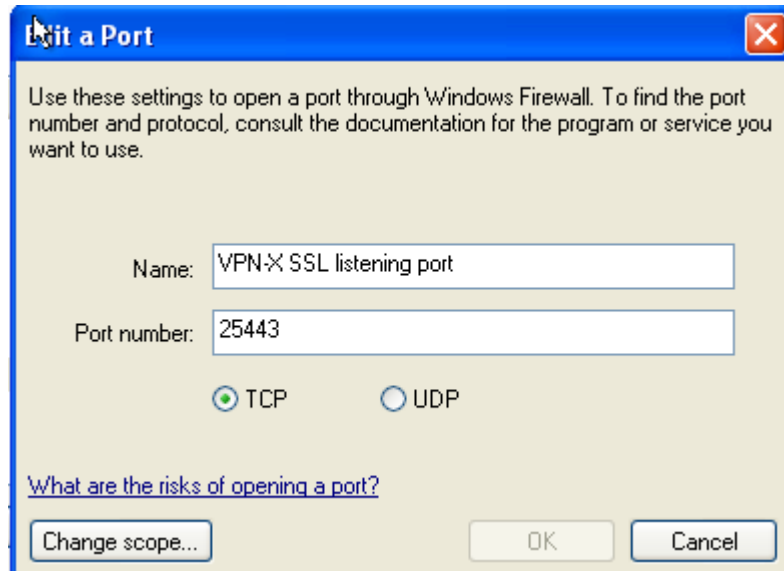 Edit a Port
Use these settings to open a port through Windows Firewall. To find the port
number and protocol, consult the documentation for the program or service you
want to use.
Name: VPN-X SSL listening port
Port number: 25443
TCP UDP
What are the risks of opening a port?
Change scope... OK Cancel